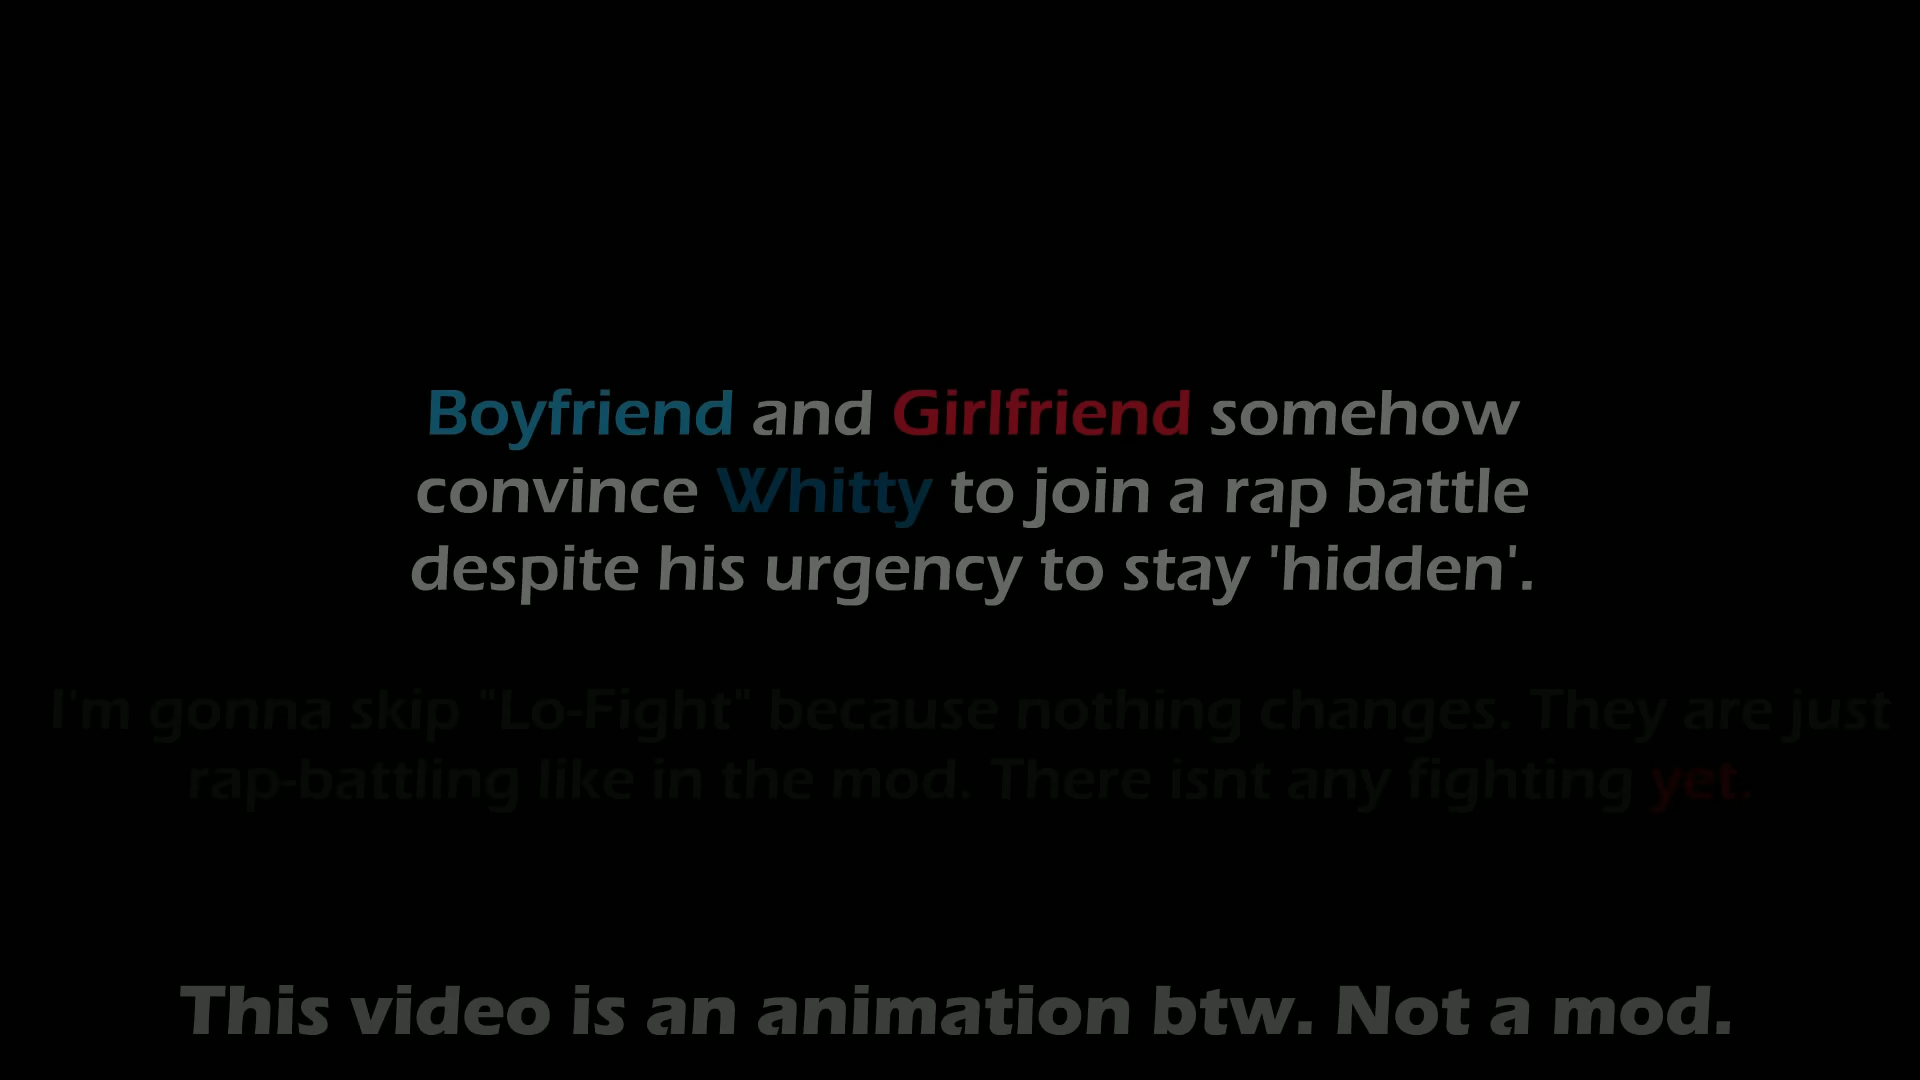 Boyfriend and Girlfriend somehow
convince Whitty to join a rap battle
despite his urgency to stay 'hidden'.
I'm gonna skip "Lo-Fight" because nothing changes. They are just
rap-battling like in the mod. There isnt any fighting yet.
This video is an animation btw. Not a mod.